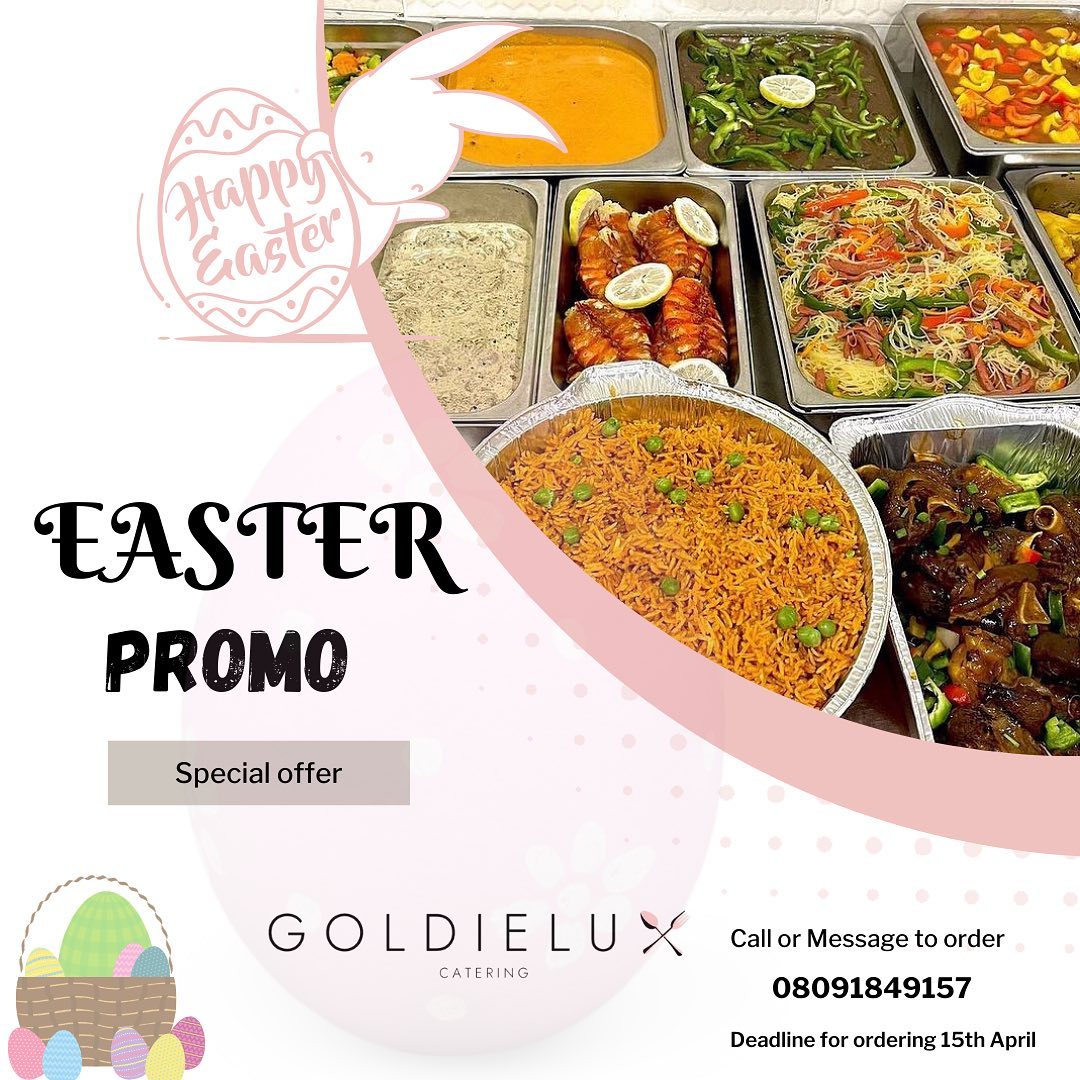 Happy
Easter
EASTER
PROMO
Special offer
GOLDIELUX
CATERING
Call or Message to order
08091849157
Deadline for ordering 15th April